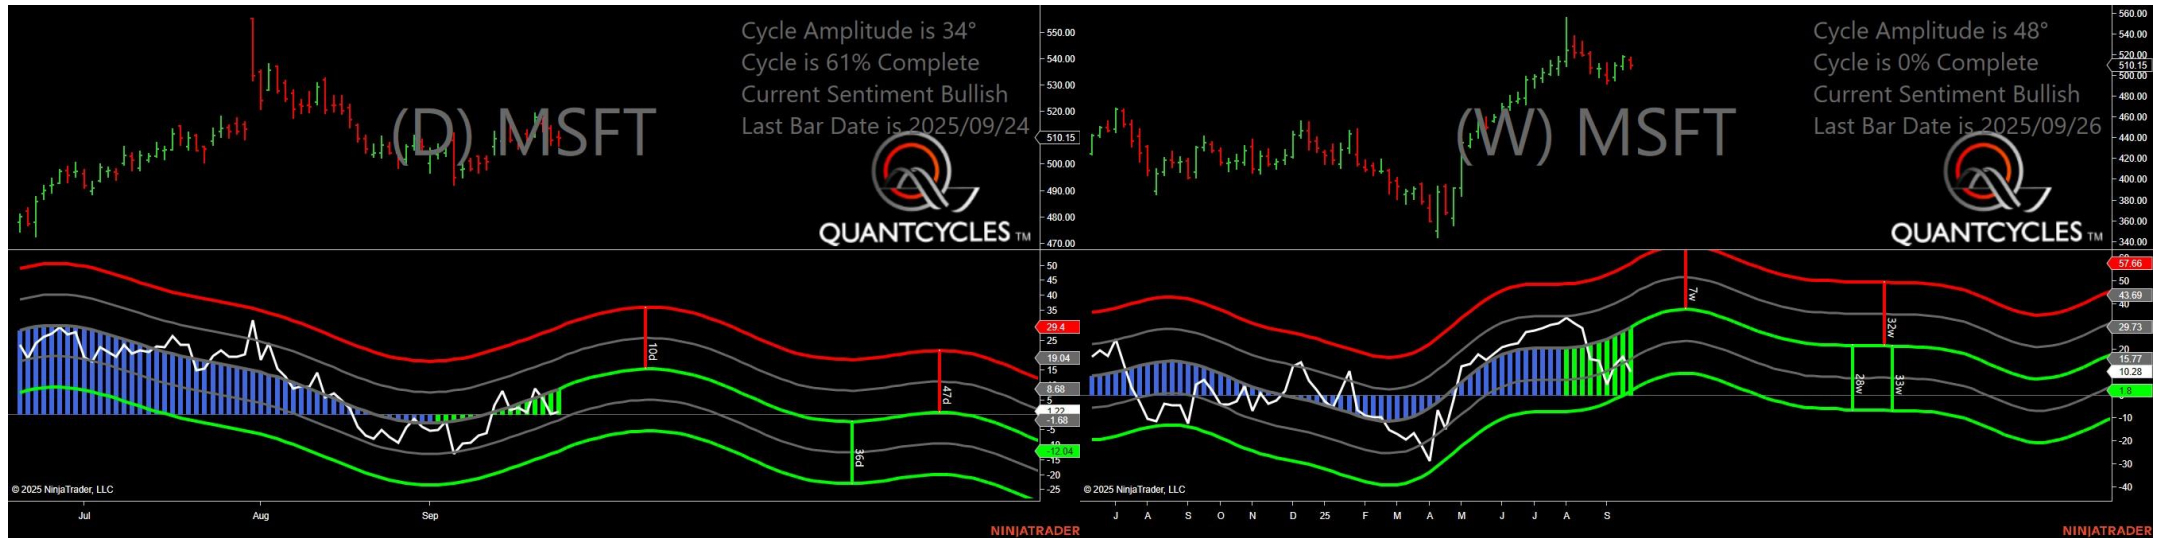 Cycle Amplitude is 34°
Cycle is 61% Complete
Current Sentiment Bullish
Last Bar Date is 2025/09/24
(D) MSFT
QUANTCYCLES TM
550.00
540.00
530.00
520.00
510.15
500.00
490.00
480.00
470.00
50
45
40
35
29.4
25
19.04
15
8.68
5
1.22
-1.68
-5
-12.04
-15
-20
-25
10d
47d
36d
© 2025 NinjaTrader, LLC
Jul
Aug
Sep
NINJATRADER
Cycle Amplitude is 48°
Cycle is 0% Complete
Current Sentiment Bullish
Last Bar Date is 2025/09/26
(W) MSFT
QUANTCYCLES TM
560.00
540.00
520.00
510.15
500.00
480.00
460.00
440.00
420.00
400.00
380.00
360.00
340.00
57.66
50
43.69
40
29.73
20
15.77
10.28
1.8
-10
-20
-30
-40
7w
32w
28w
33w
© 2025 NinjaTrader, LLC
J A S O N D 25 F M A M J J A S
NINJATRADER